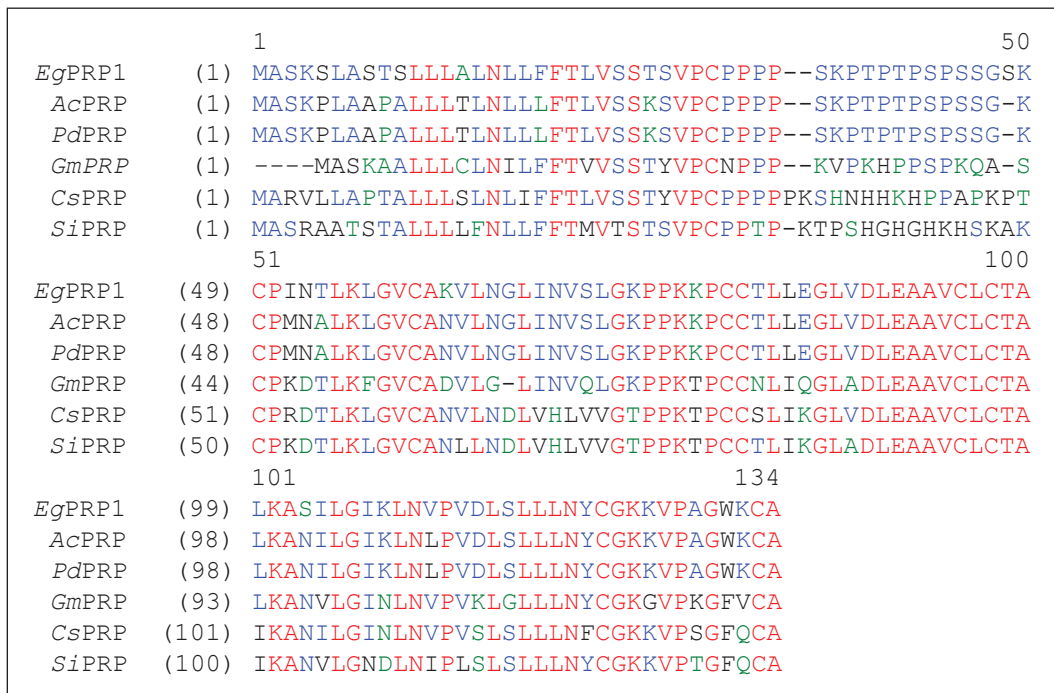 1 50
EgPRP1 (1) MASKSLASTSLLLALNLLFFTLVSSTSVPCPPPP--SKPTPTPSPSSGSK
AcPRP (1) MASKPLAAPALLLTLNLLLFTLVSSKSVPCPPPP--SKPTPTPSPSSG-K
PdPRP (1) MASKPLAAPALLLTLNLLLFTLVSSKSVPCPPPP--SKPTPTPSPSSG-K
GmPRP (1) ----MASKAALLLCLNILFFTVVSSTYVPCNPPP--KVPKHPPSPKQA-S
CsPRP (1) MARVLLAPTALLLSLNLIFFTLVSSTYVPCPPPPPKSHNHHKHPPAPKPT
SiPRP (1) MASRAATSTALLLLFNLLFFTMVTSTSVPCPPTP-KTPSHGHGHKHSKAK
51 100
EgPRP1 (49) CPINTLKLGVCAKVLNGLINVSLGKPPKKPCCTLLEGLVDLEAAVCLCTA
AcPRP (48) CPMNALKLGVCANVLNGLINVSLGKPPKKPCCTLLEGLVDLEAAVCLCTA
PdPRP (48) CPMNALKLGVCANVLNGLINVSLGKPPKKPCCTLLEGLVDLEAAVCLCTA
GmPRP (44) CPKDTLKFGVCADVLG-LINVQLGKPPKTPCCNLIQGLADLEAAVCLCTA
CsPRP (51) CPRDTLKLGVCANVLNDLVHLVVGTPPKTPCCSLIKGLVDLEAAVCLCTA
SiPRP (50) CPKDTLKLGVCANLLNDLVHLVVGTPPKTPCCTLIKGLADLEAAVCLCTA
101 134
EgPRP1 (99) LKASILGIKLNVPVDLSLLLNYCGKKVPAGWKCA
AcPRP (98) LKANILGIKLNLPVDLSLLLNYCGKKVPAGWKCA
PdPRP (98) LKANILGIKLNLPVDLSLLLNYCGKKVPAGWKCA
GmPRP (93) LKANVLGINLNVPVKLGLLLNYCGKGVPKGFVCA
CsPRP (101) IKANILGINLNVPVSLSLLLNFCGKKVPSGFQCA
SiPRP (100) IKANVLGNDLNIPLSLSLLLNYCGKKVPTGFQCA